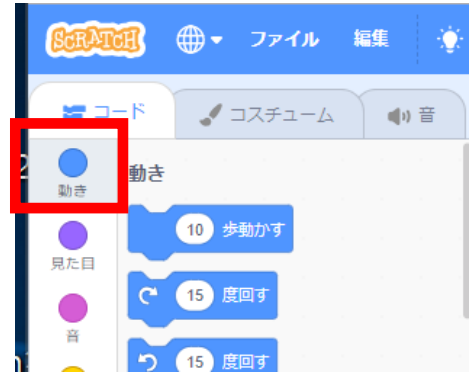 SCRATCH ファイル 編集
コード コスチューム 音
動き 動き
10 歩動かす
見た目
15 度回す
音
15 度回す